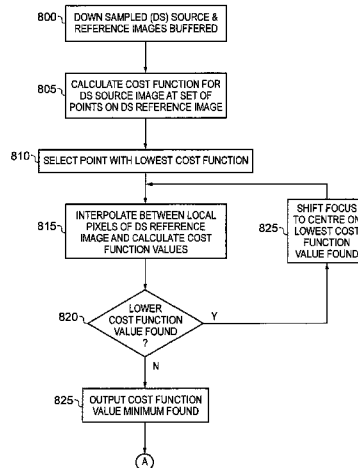 800
DOWN SAMPLED (DS) SOURCE &
REFERENCE IMAGES BUFFERED
805
CALCULATE COST FUNCTION FOR
DS SOURCE IMAGE AT SET OF
POINTS ON DS REFERENCE IMAGE
810
SELECT POINT WITH LOWEST COST FUNCTION
815
INTERPOLATE BETWEEN LOCAL
PIXELS OF DS REFERENCE
IMAGE AND CALCULATE COST
FUNCTION VALUES
825
SHIFT FOCUS
TO CENTRE ON
LOWEST COST
FUNCTION
VALUE FOUND
820
LOWER
COST FUNCTION
VALUE FOUND
?
Y
N
825
OUTPUT COST FUNCTION
VALUE MINIMUM FOUND
A